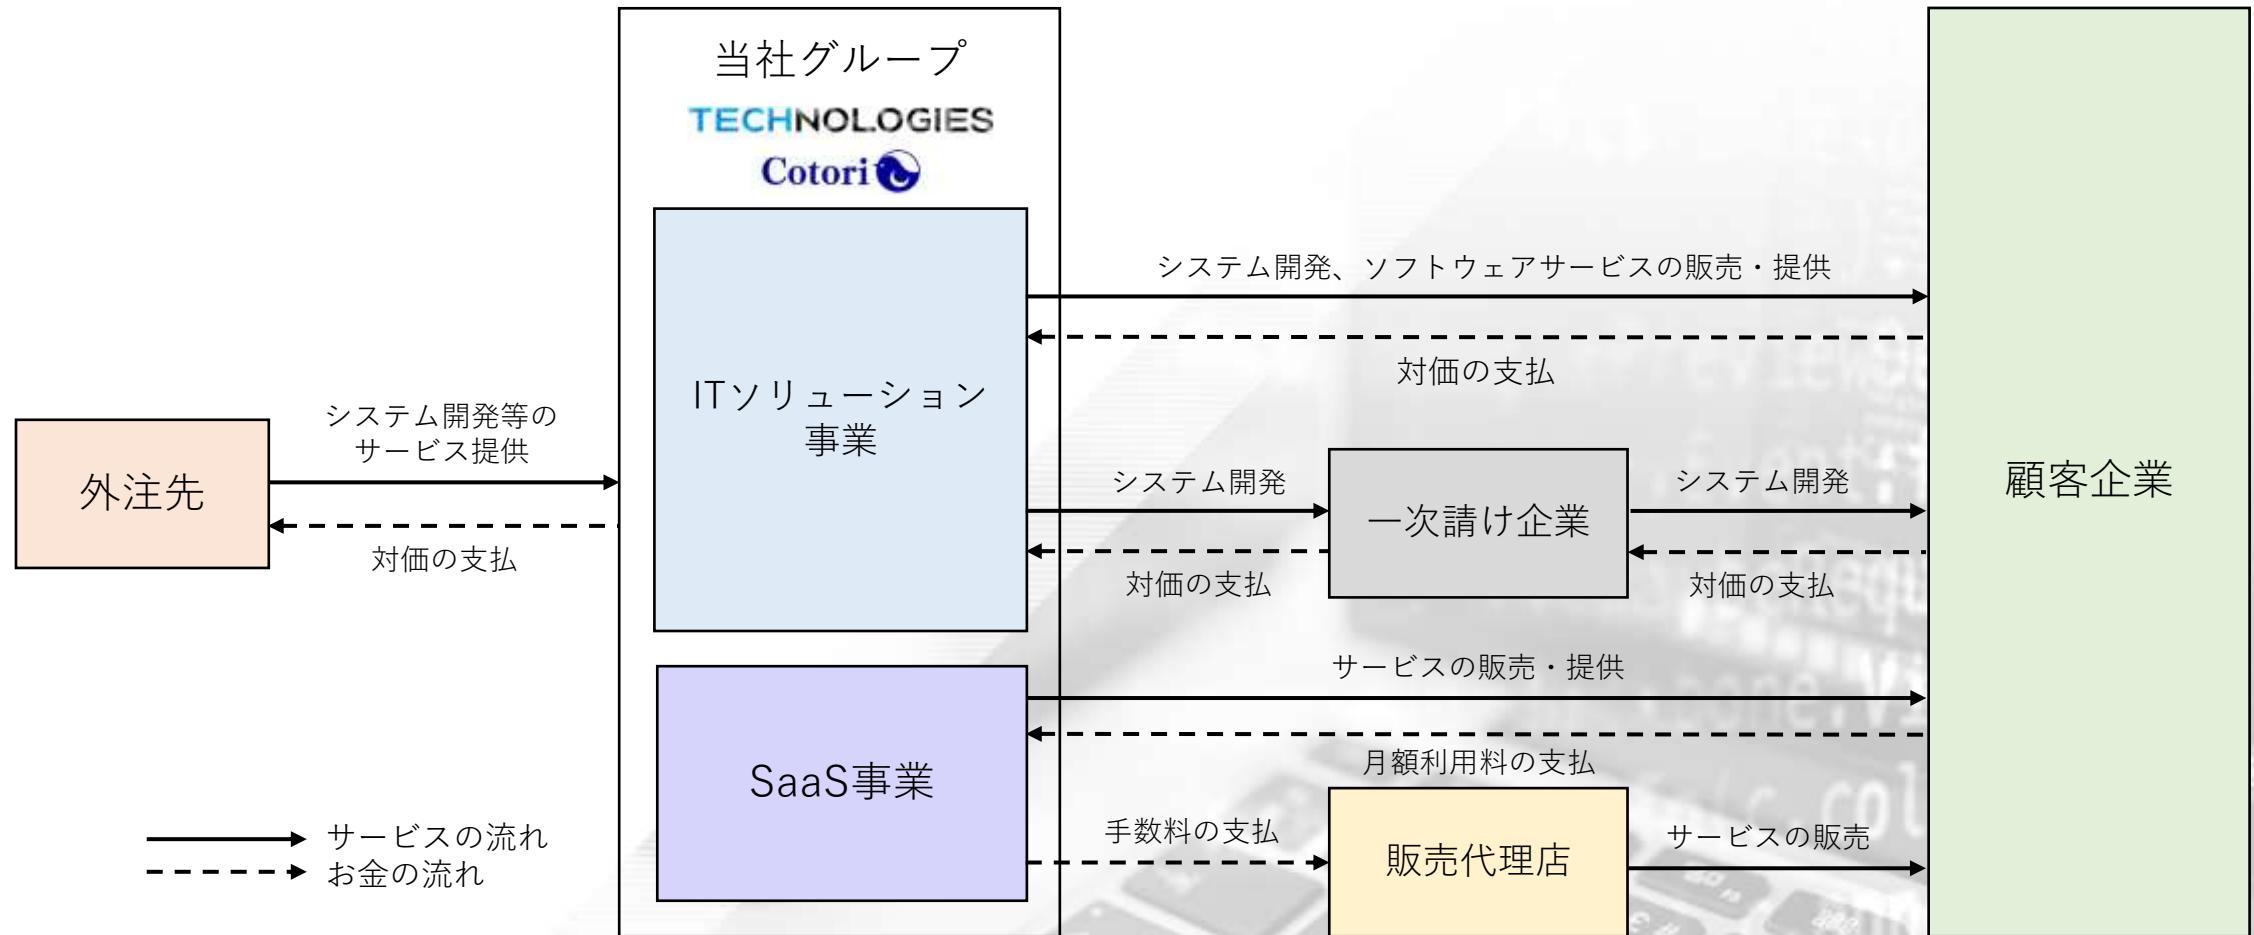 当社グループ
TECHNOLOGIES
Cotori
システム開発、ソフトウェアサービスの販売・提供
対価の支払
ITソリューション
事業
システム開発等の
サービス提供
外注先
対価の支払
システム開発
一次請け企業
システム開発
対価の支払
対価の支払
顧客企業
サービスの販売・提供
月額利用料の支払
SaaS事業
手数料の支払
販売代理店
サービスの販売
サービスの流れ
お金の流れ